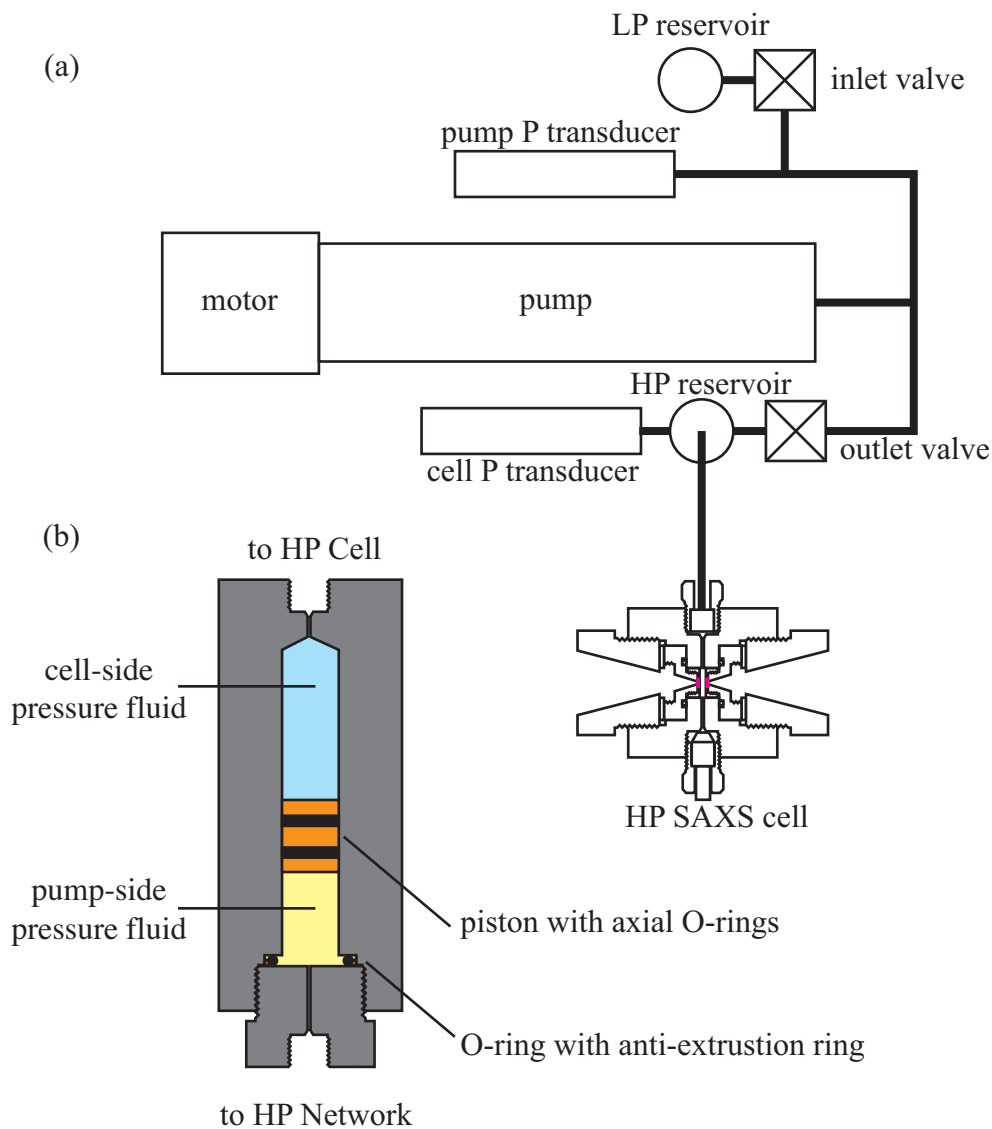 (a)
LP reservoir
inlet valve
pump P transducer
motor
pump
HP reservoir
outlet valve
cell P transducer
HP SAXS cell
(b)
to HP Cell
cell-side
pressure fluid
pump-side
pressure fluid
piston with axial O-rings
O-ring with anti-extrustion ring
to HP Network